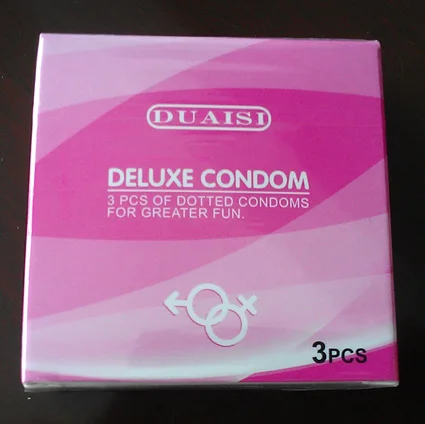 DUAISI
DELUXE CONDOM
3 PCS OF DOTTED CONDOMS
FOR GREATER FUN.
3PCS